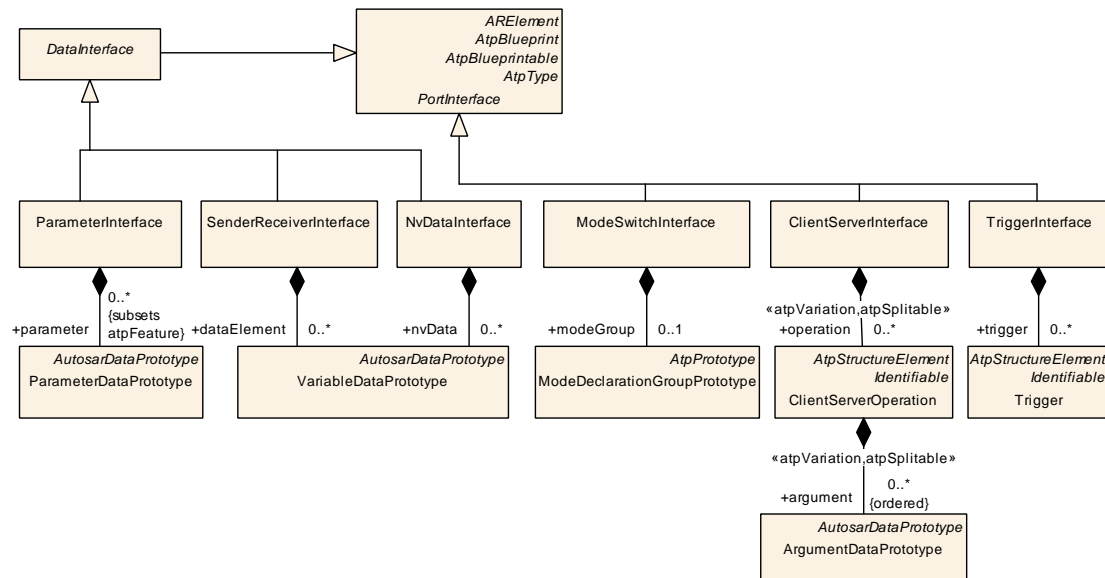 DataInterface
ARElement
AtpBlueprint
AtpBlueprintable
AtpType
PortInterface
ParameterInterface
SenderReceiverInterface
NvDataInterface
ModeSwitchInterface
ClientServerInterface
TriggerInterface
+parameter
0..*
{subsets
atpFeature}
+dataElement
0..*
+nvData
0..*
+modeGroup
0..1
«atpVariation,atpSplitable»
+operation
0..*
+trigger
0..*
AutosarDataPrototype
ParameterDataPrototype
AutosarDataPrototype
VariableDataPrototype
AtpPrototype
ModeDeclarationGroupPrototype
AtpStructureElement
Identifiable
ClientServerOperation
AtpStructureElement
Identifiable
Trigger
«atpVariation,atpSplitable»
+argument
0..*
{ordered}
AutosarDataPrototype
ArgumentDataPrototype